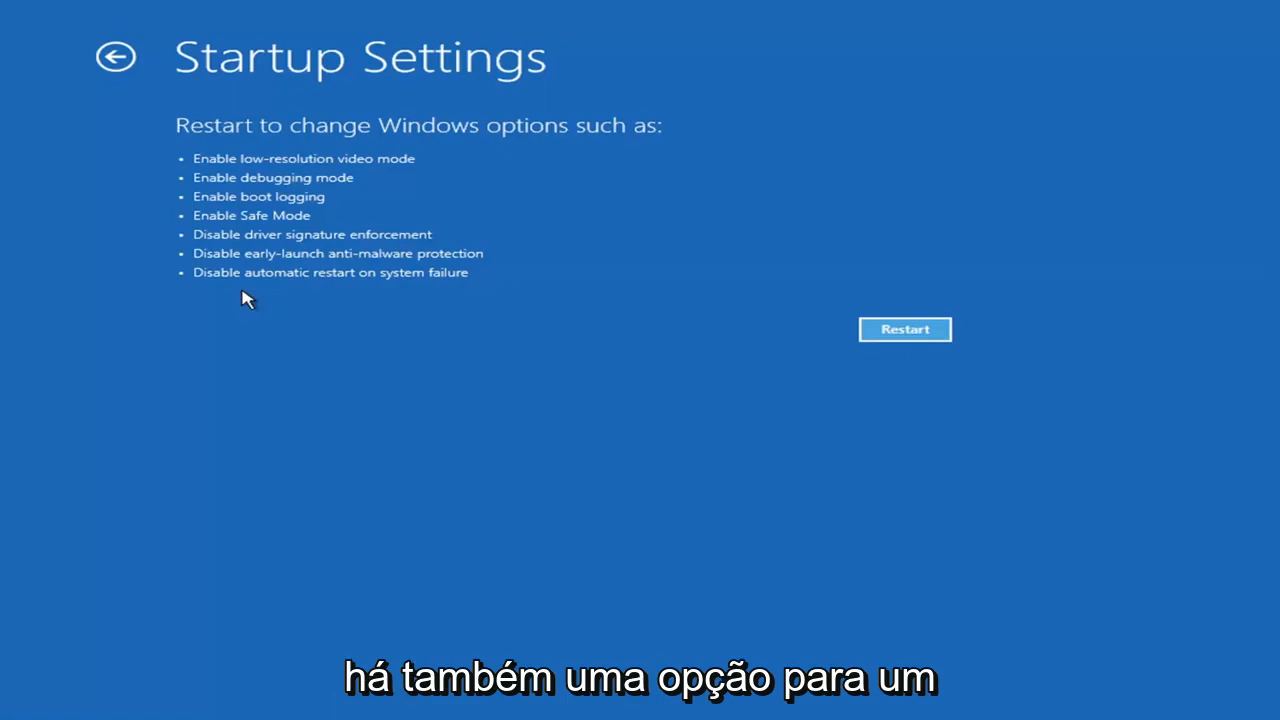 Startup Settings
Restart to change Windows options such as:
• Enable low-resolution video mode
• Enable debugging mode
• Enable boot logging
• Enable Safe Mode
• Disable driver signature enforcement
• Disable early-launch anti-malware protection
• Disable automatic restart on system failure
Restart
há também uma opção para um